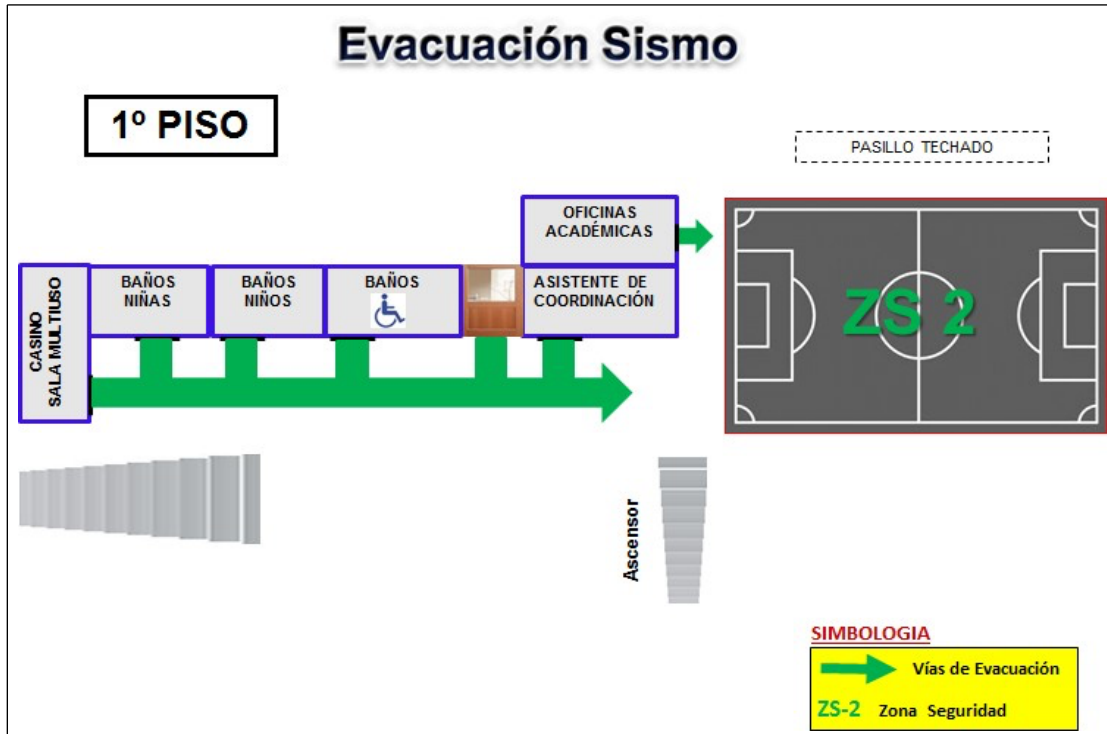 Evacuación Sismo
1º PISO
PASILLO TECHADO
OFICINAS
ACADÉMICAS
CASINO
SALA MULTIUSO
BAÑOS
NIÑAS
BAÑOS
NIÑOS
BAÑOS
ASISTENTE DE
COORDINACIÓN
ZS 2
Ascensor
SIMBOLOGIA
Vías de Evacuación
ZS-2 Zona Seguridad